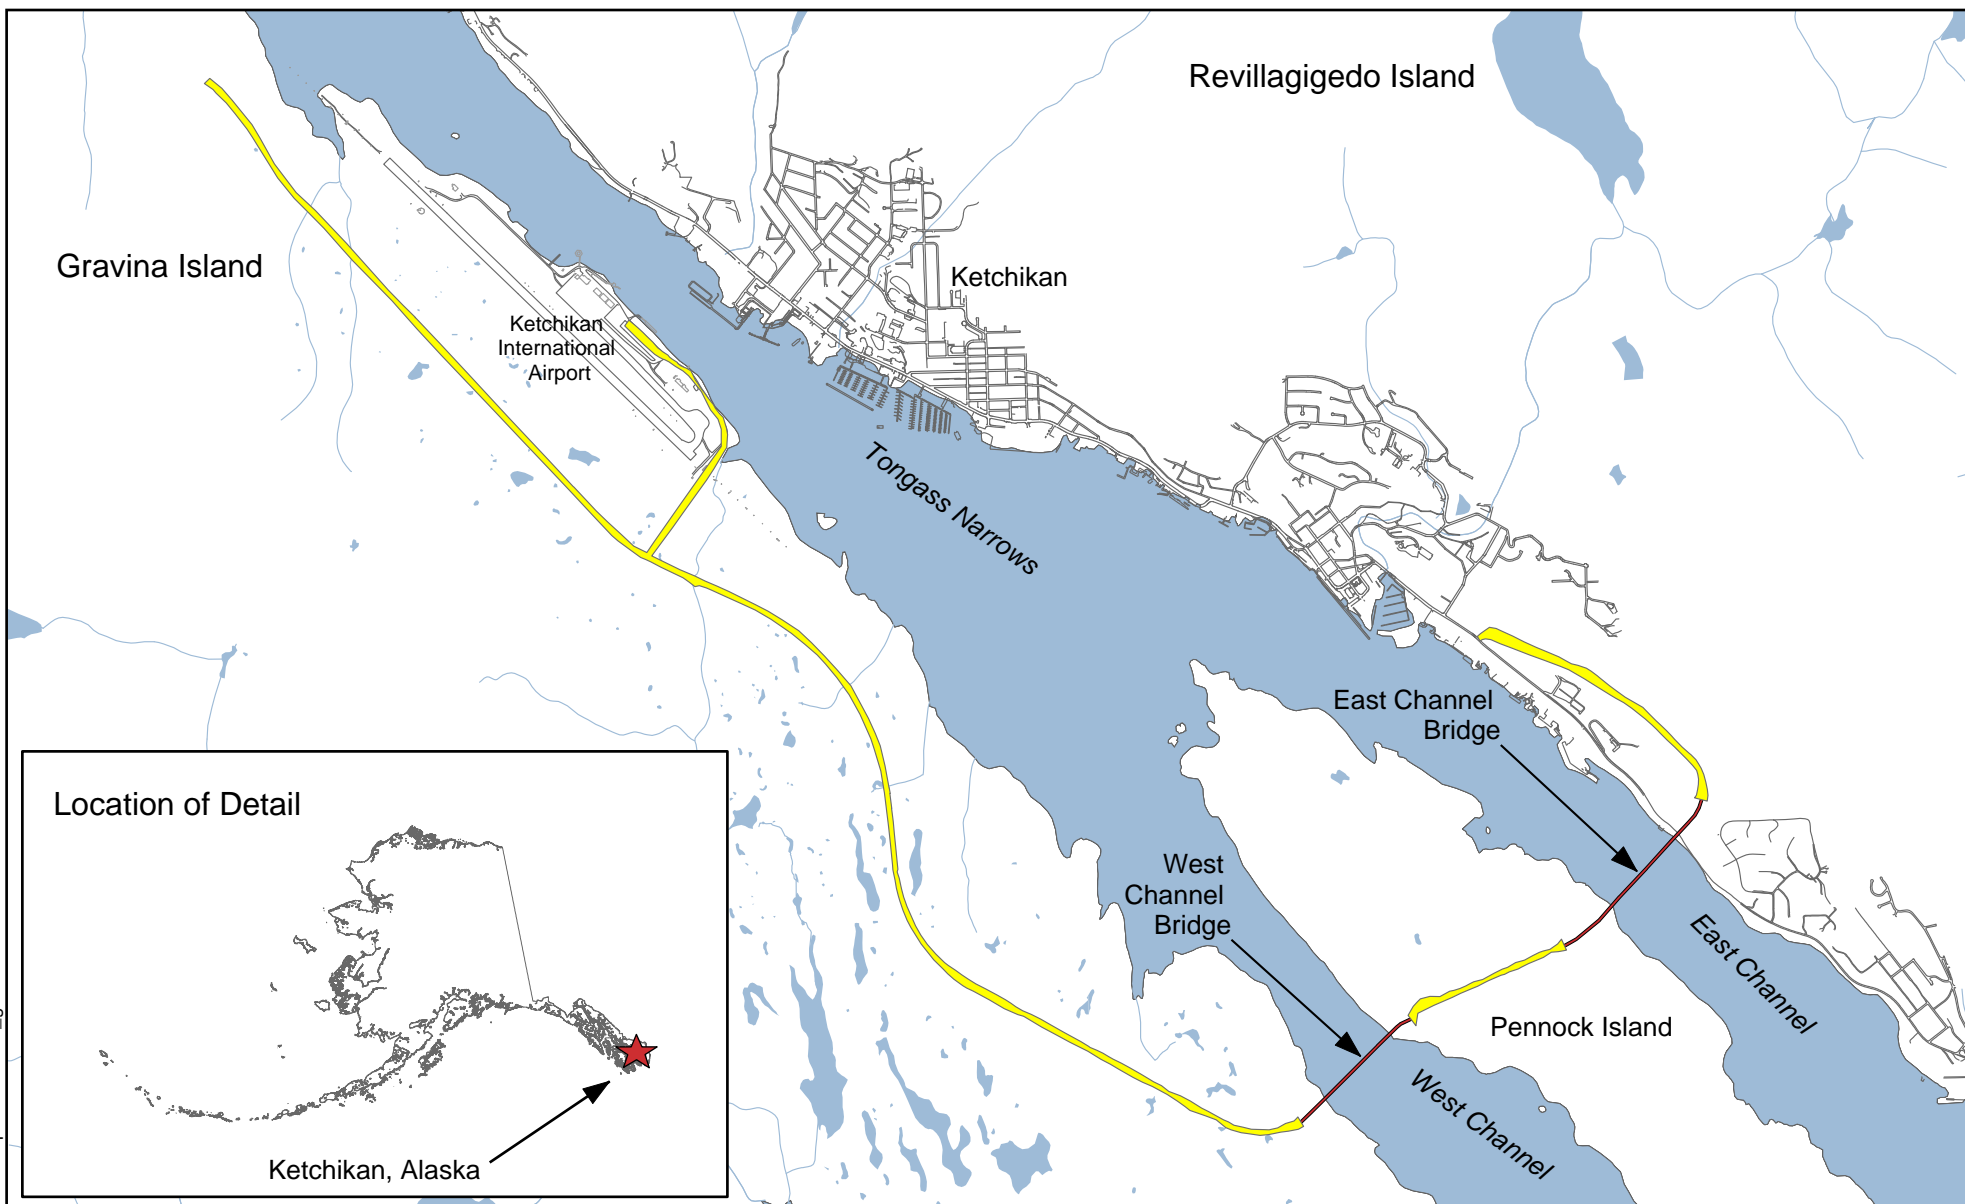 Revillagigedo Island
Gravina Island
Ketchikan
Ketchikan
International
Airport
Tongass Narrows
East Channel
Bridge
West
Channel
Bridge
East Channel
Pennock Island
West Channel
Location of Detail
Ketchikan, Alaska